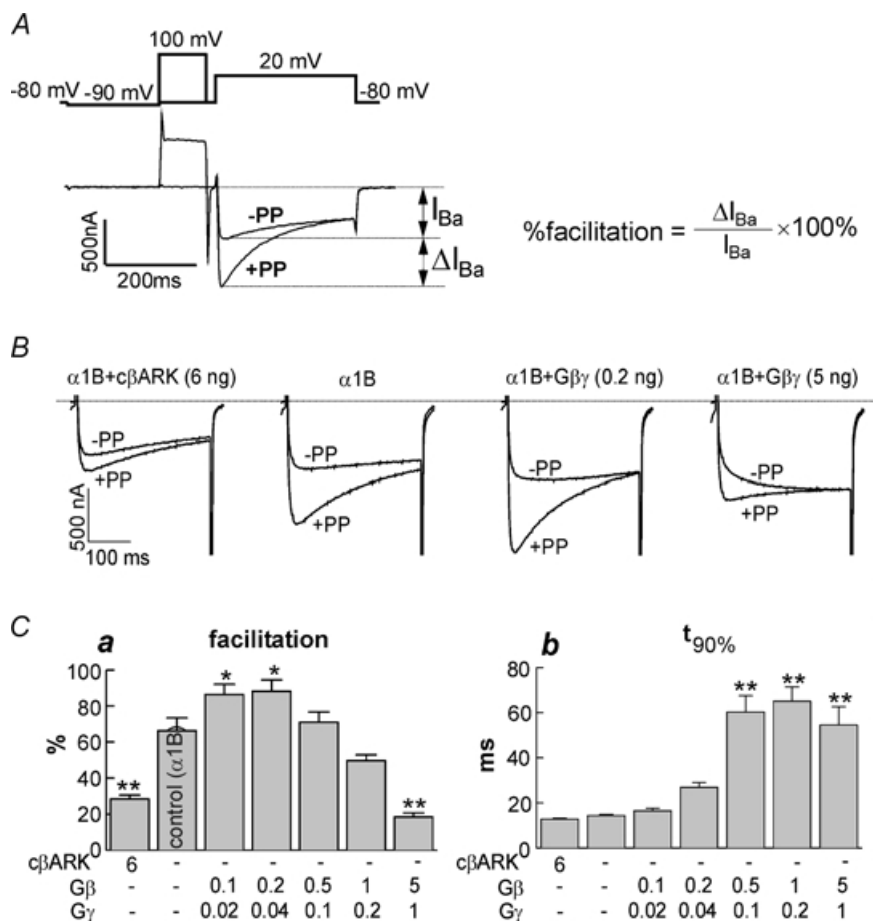 A
100 mV
20 mV
-80 mV
-90 mV
-80 mV
-PP
+PP
I_Ba
ΔI_Ba
500nA
200ms
%facilitation = ΔI_Ba / I_Ba ×100%
B
α1B+cβARK (6 ng)
α1B
α1B+Gβγ (0.2 ng)
α1B+Gβγ (5 ng)
-PP
+PP
-PP
+PP
-PP
+PP
-PP
+PP
500 nA
100 ms
C
a
facilitation
%
100
80
60
40
20
0
**
control (α1B)
*
*
**
cβARK 6 - - - - - -
Gβ - - 0.1 0.2 0.5 1 5
Gγ - - 0.02 0.04 0.1 0.2 1
b
t90%
ms
80
60
40
20
0
**
**
**
cβARK 6 - - - - - -
Gβ - - 0.1 0.2 0.5 1 5
Gγ - - 0.02 0.04 0.1 0.2 1